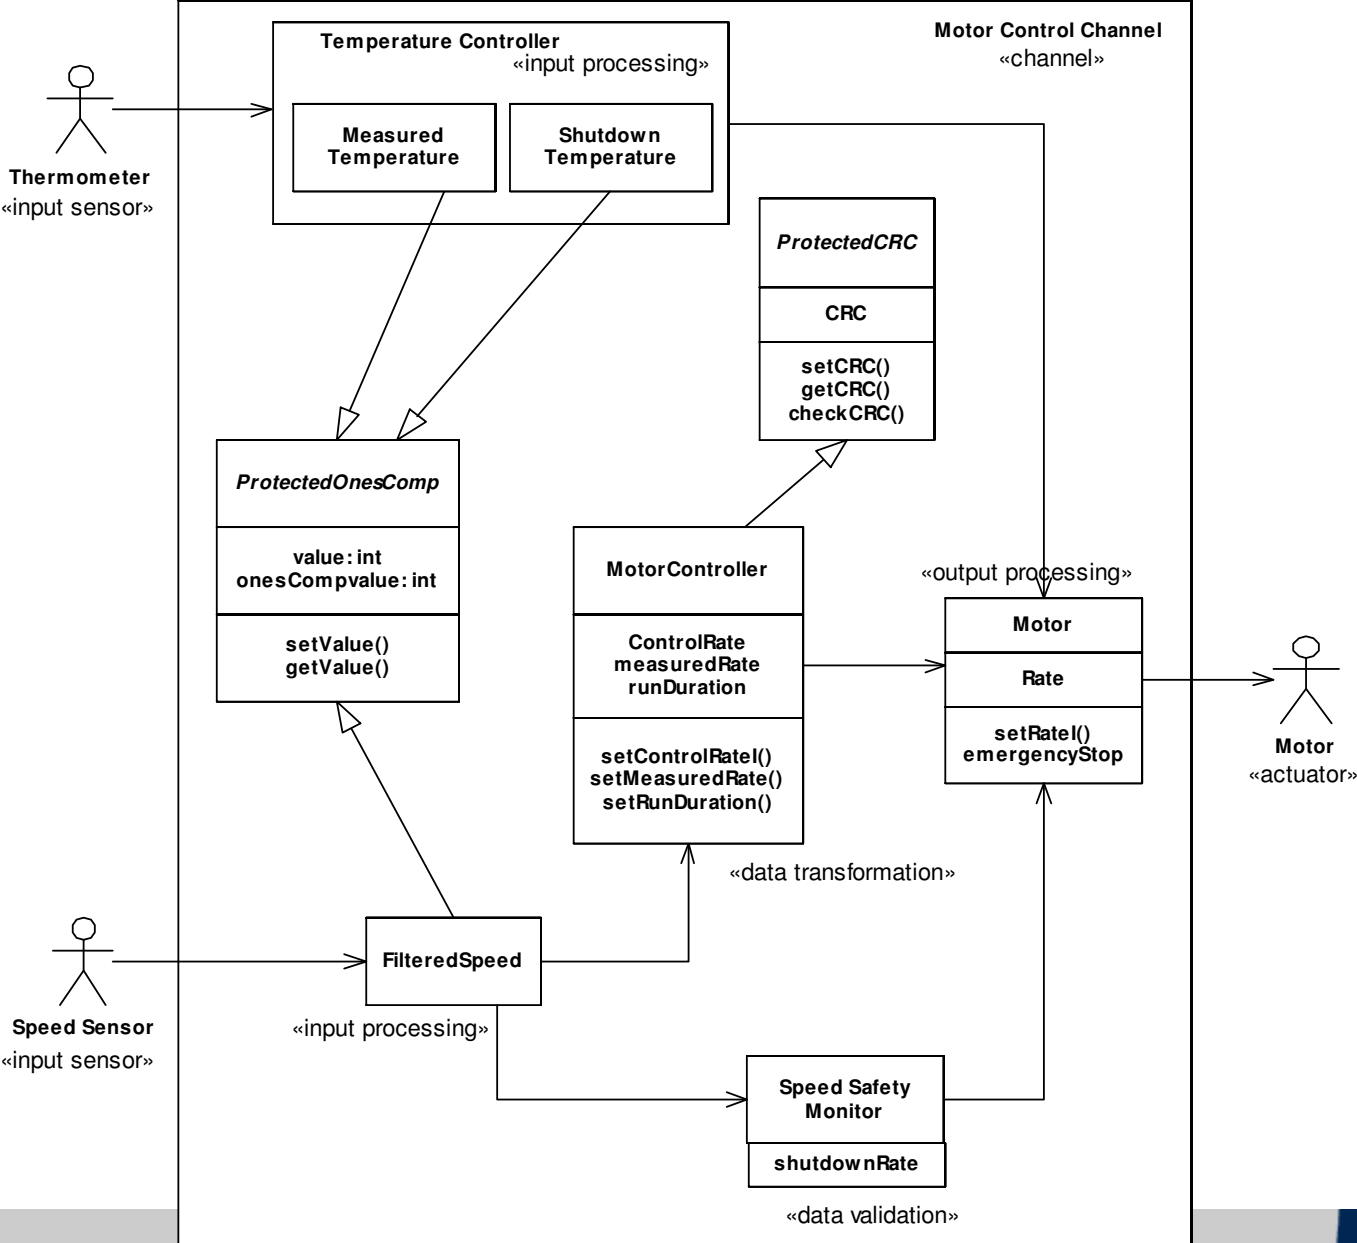 Temperature Controller
«input processing»
Motor Control Channel
«channel»
Measured
Temperature
Shutdown
Temperature
Thermometer
«input sensor»
ProtectedCRC
CRC
setCRC()
getCRC()
checkCRC()
ProtectedOnesComp
value: int
onesCompvalue: int
setValue()
getValue()
MotorController
ControlRate
measuredRate
runDuration
setControlRatel()
setMeasuredRate()
setRunDuration()
«data transformation»
«output processing»
Motor
Rate
setRatel()
emergencyStop
Motor
«actuator»
FilteredSpeed
«input processing»
Speed Sensor
«input sensor»
Speed Safety
Monitor
shutdownRate
«data validation»